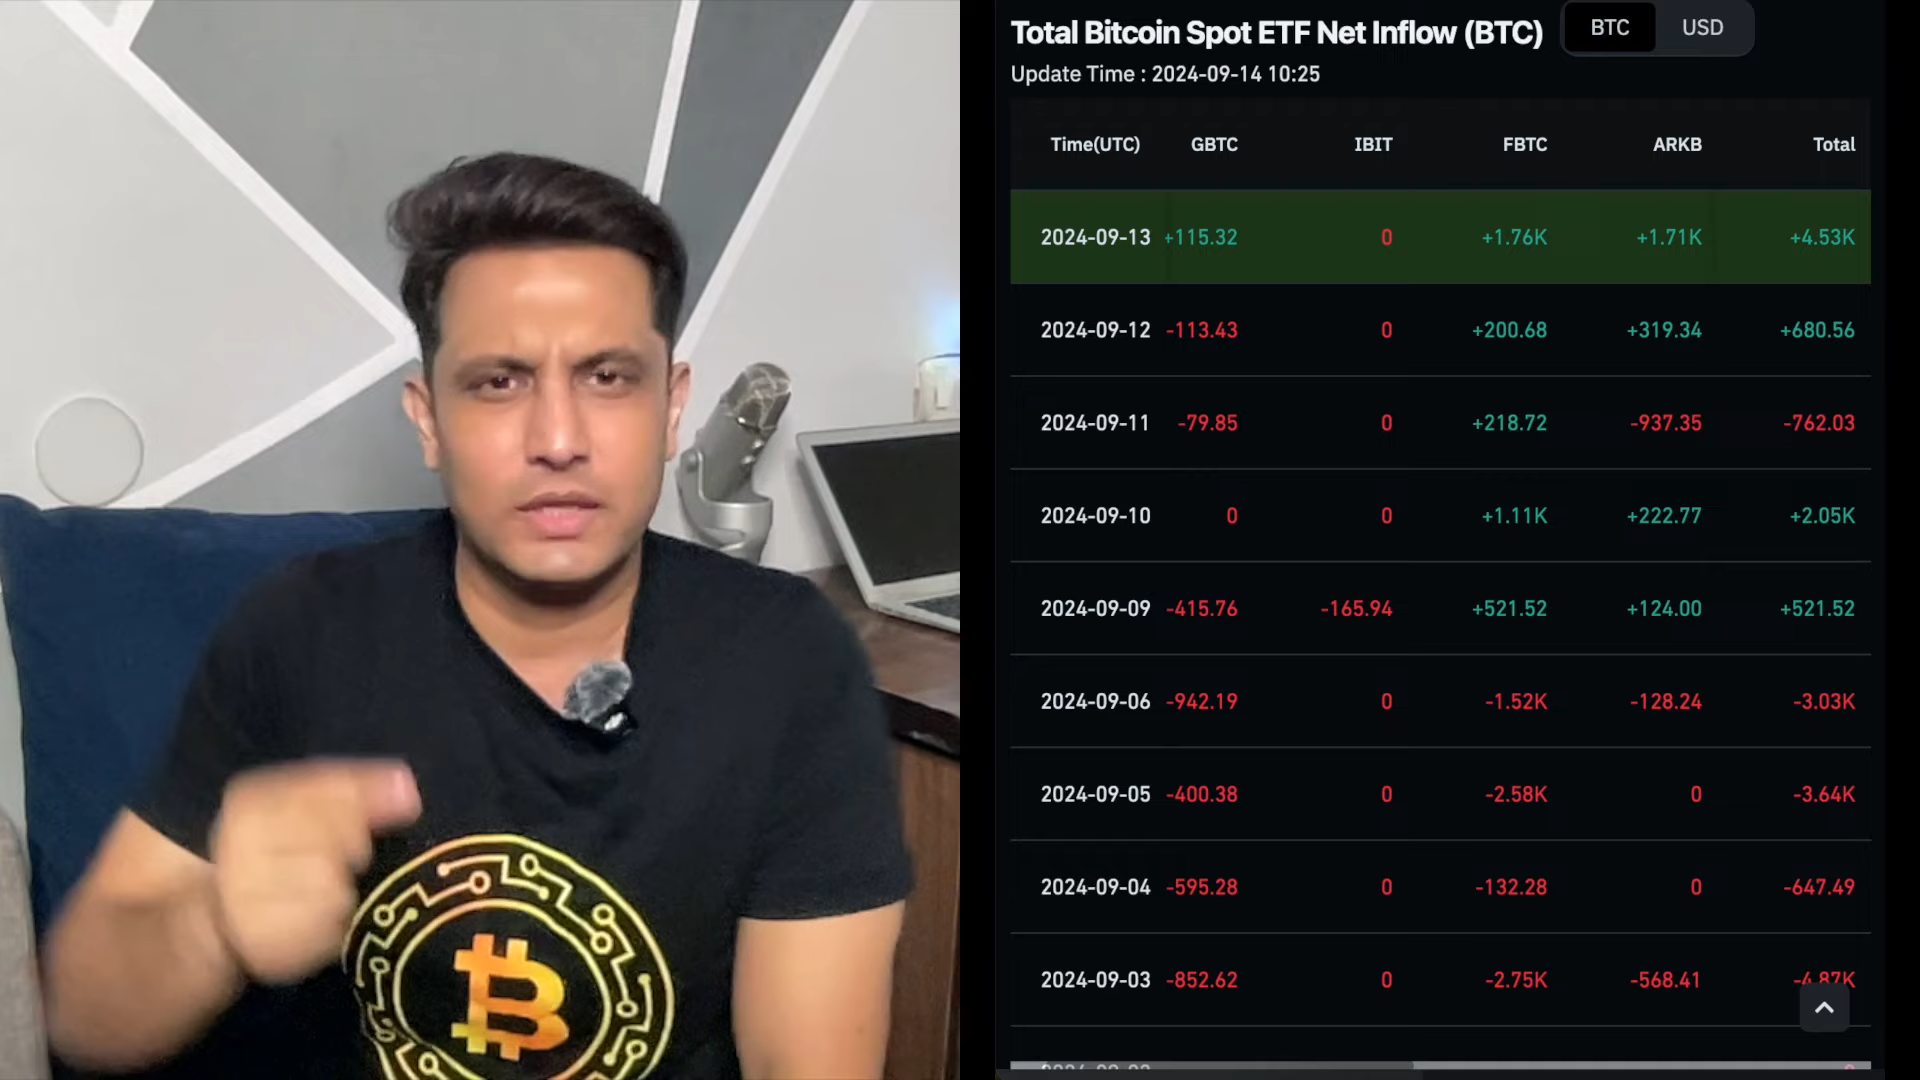 Total Bitcoin Spot ETF Net Inflow (BTC) BTC USD
Update Time : 2024-09-14 10:25
Time(UTC) GBTC IBIT FBTC ARKB Total
2024-09-13 +115.32 0 +1.76K +1.71K +4.53K
2024-09-12 -113.43 0 +200.68 +319.34 +680.56
2024-09-11 -79.85 0 +218.72 -937.35 -762.03
2024-09-10 0 0 +1.11K +222.77 +2.05K
2024-09-09 -415.76 -165.94 +521.52 +124.00 +521.52
2024-09-06 -942.19 0 -1.52K -128.24 -3.03K
2024-09-05 -400.38 0 -2.58K 0 -3.64K
2024-09-04 -595.28 0 -132.28 0 -647.49
2024-09-03 -852.62 0 -2.75K -568.41 -4.87K